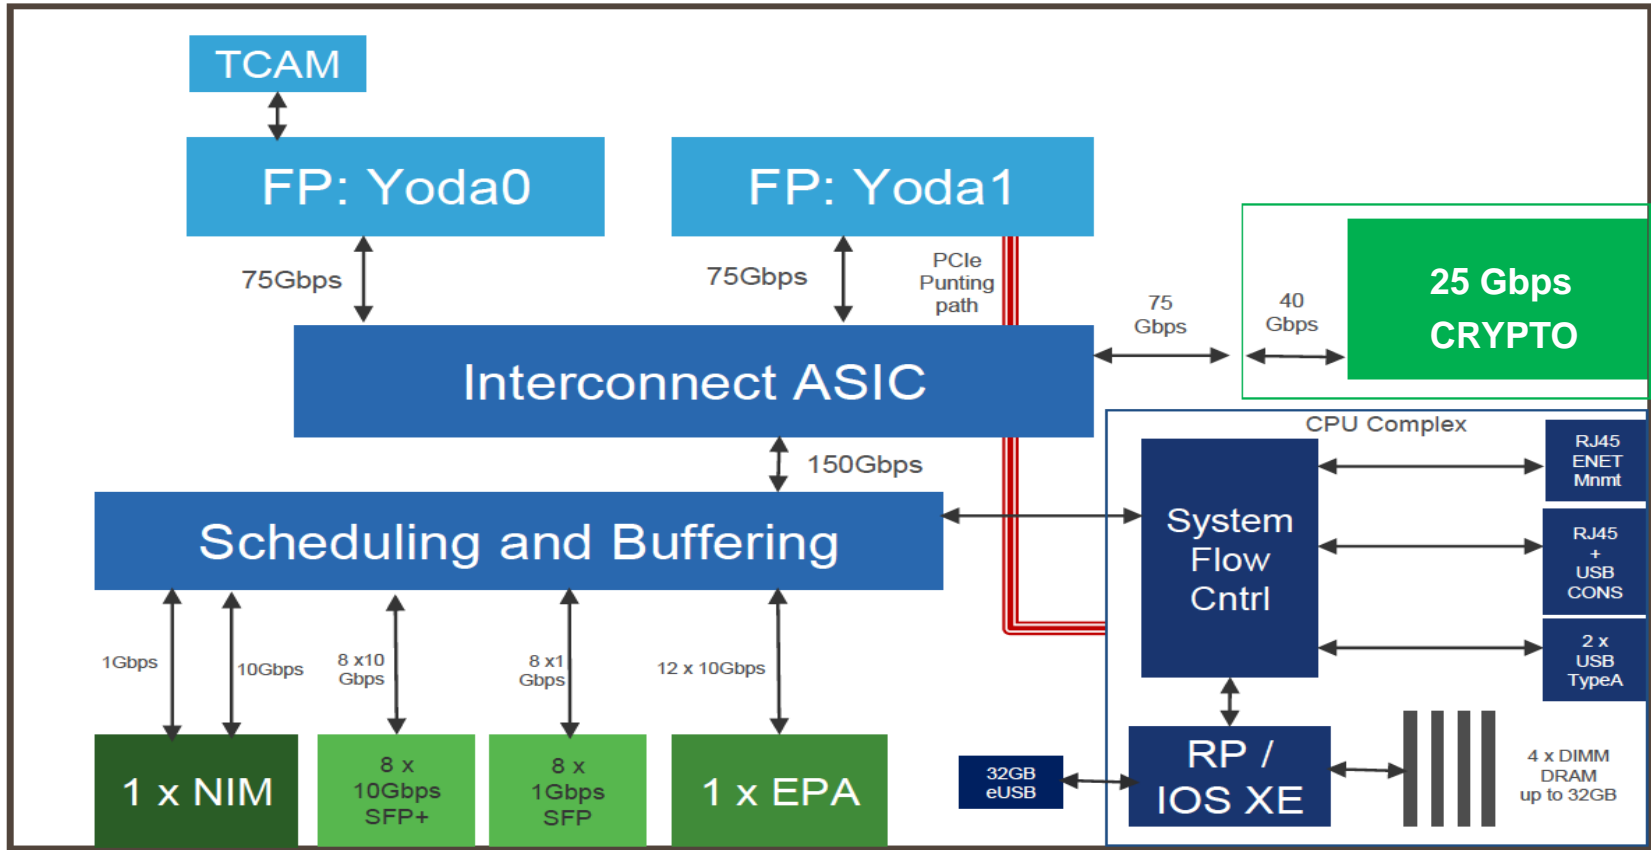 TCAM
FP: Yoda0
FP: Yoda1
75Gbps
75Gbps
PCIe
Punting
path
75
Gbps
40
Gbps
25 Gbps
CRYPTO
Interconnect ASIC
150Gbps
CPU Complex
Scheduling and Buffering
System
Flow
Cntrl
RJ45
ENET
Mnmt
RJ45
+
USB
CONS
2 x
USB
TypeA
1Gbps
10Gbps
8 x10
Gbps
8 x1
Gbps
12 x 10Gbps
1 x NIM
8 x
10Gbps
SFP+
8 x
1Gbps
SFP
1 x EPA
32GB
eUSB
RP /
IOS XE
4 x DIMM
DRAM
up to 32GB